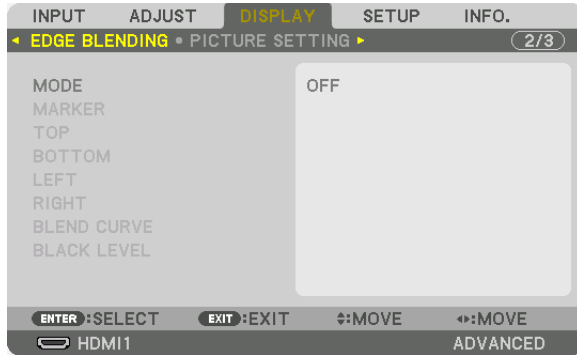 INPUT ADJUST DISPLAY SETUP INFO.
EDGE BLENDING • PICTURE SETTING 2/3
MODE OFF
MARKER
TOP
BOTTOM
LEFT
RIGHT
BLEND CURVE
BLACK LEVEL
ENTER :SELECT EXIT :EXIT :MOVE :MOVE
HDMI1 ADVANCED